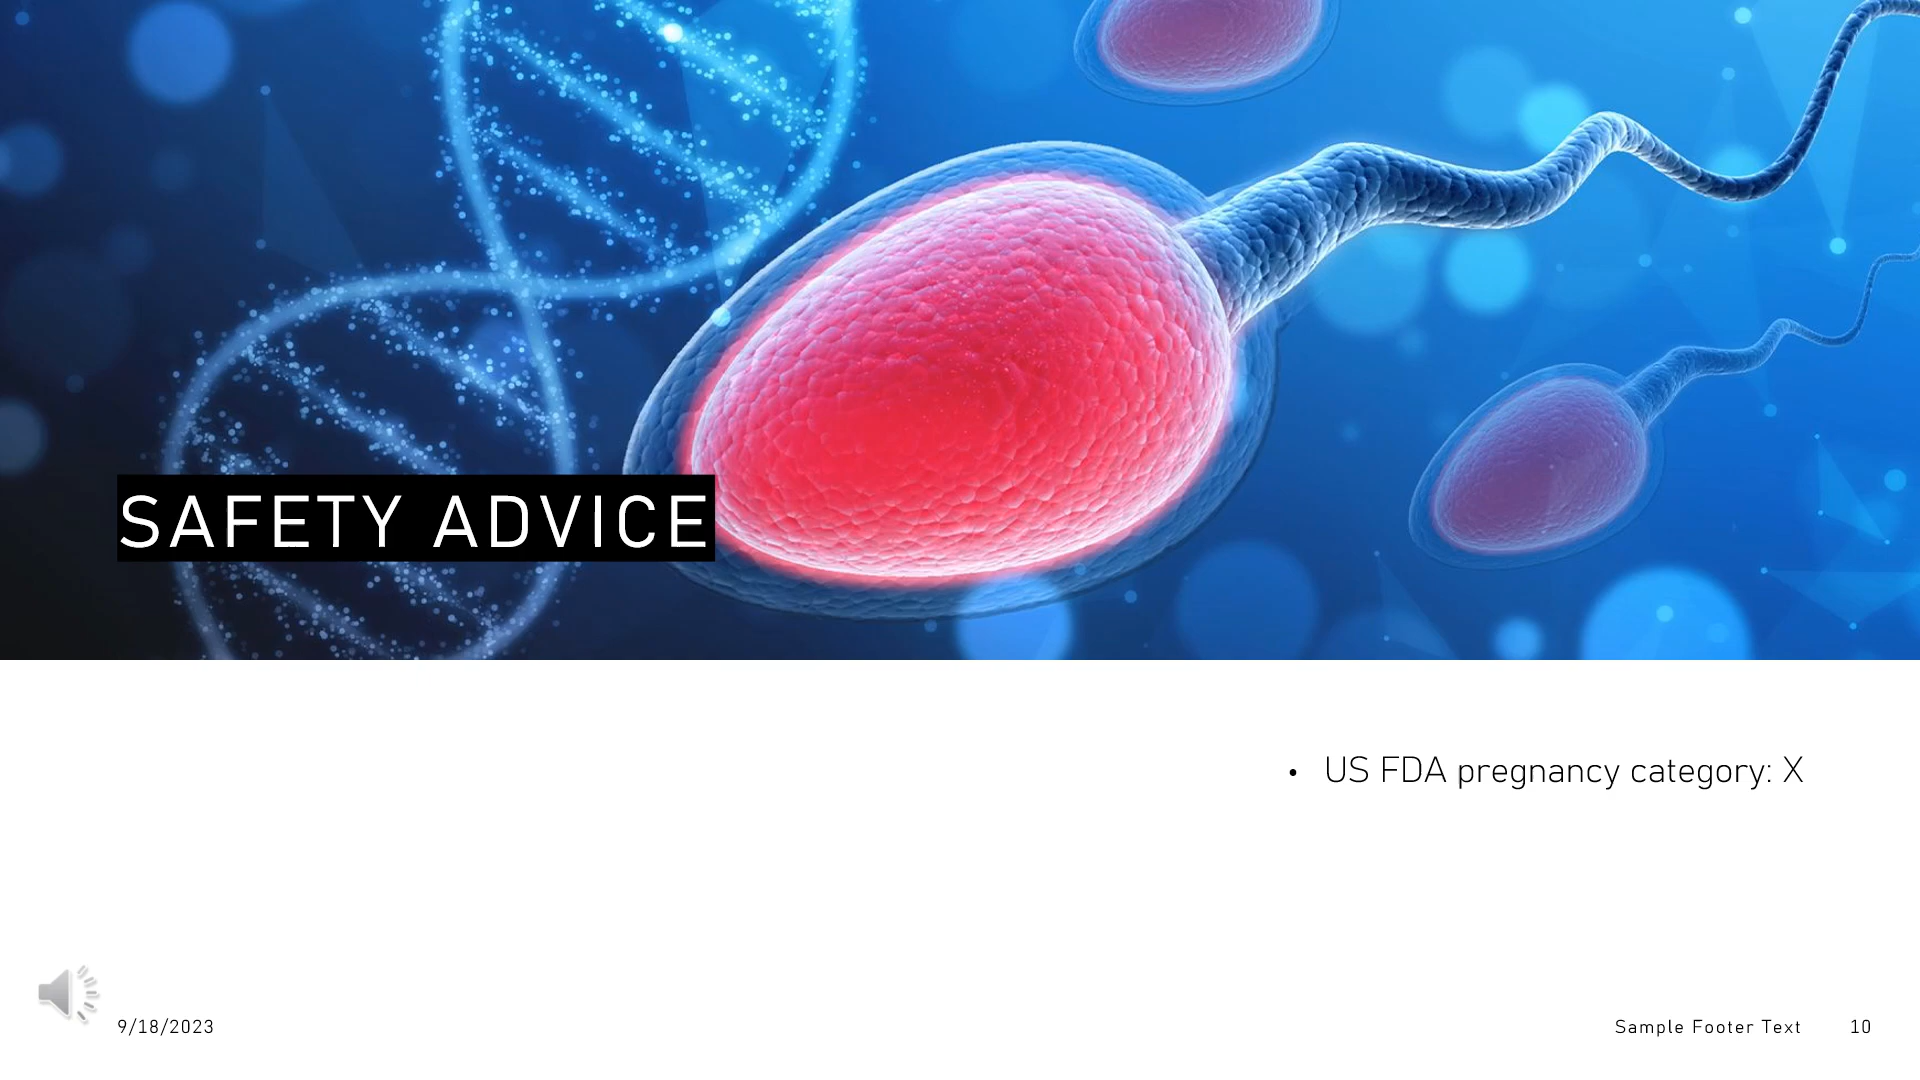 SAFETY ADVICE
• US FDA pregnancy category: X
9/18/2023
Sample Footer Text
10